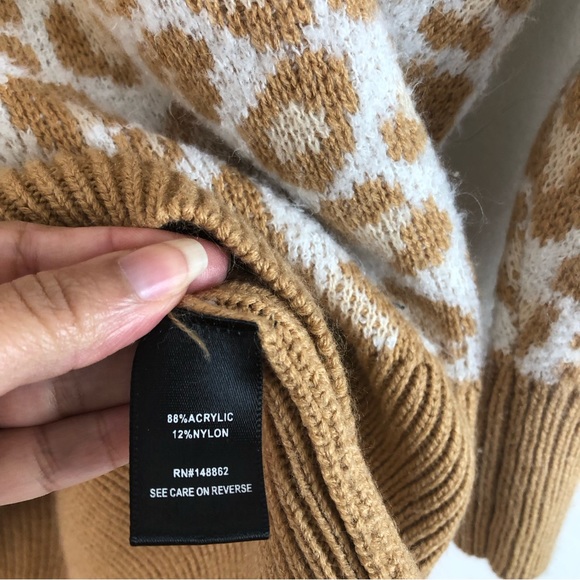 88%ACRYLIC
12%NYLON
RN#148862
SEE CARE ON REVERSE